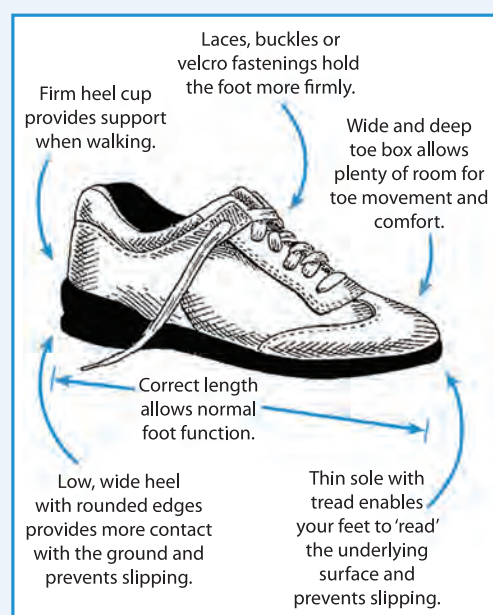 Laces, buckles or
velcro fastenings hold
the foot more firmly.
Firm heel cup
provides support
when walking.
Wide and deep
toe box allows
plenty of room for
toe movement and
comfort.
Correct length
allows normal
foot function.
Low, wide heel
with rounded edges
provides more contact
with the ground and
prevents slipping.
Thin sole with
tread enables
your feet to ‘read’
the underlying
surface and
prevents slipping.